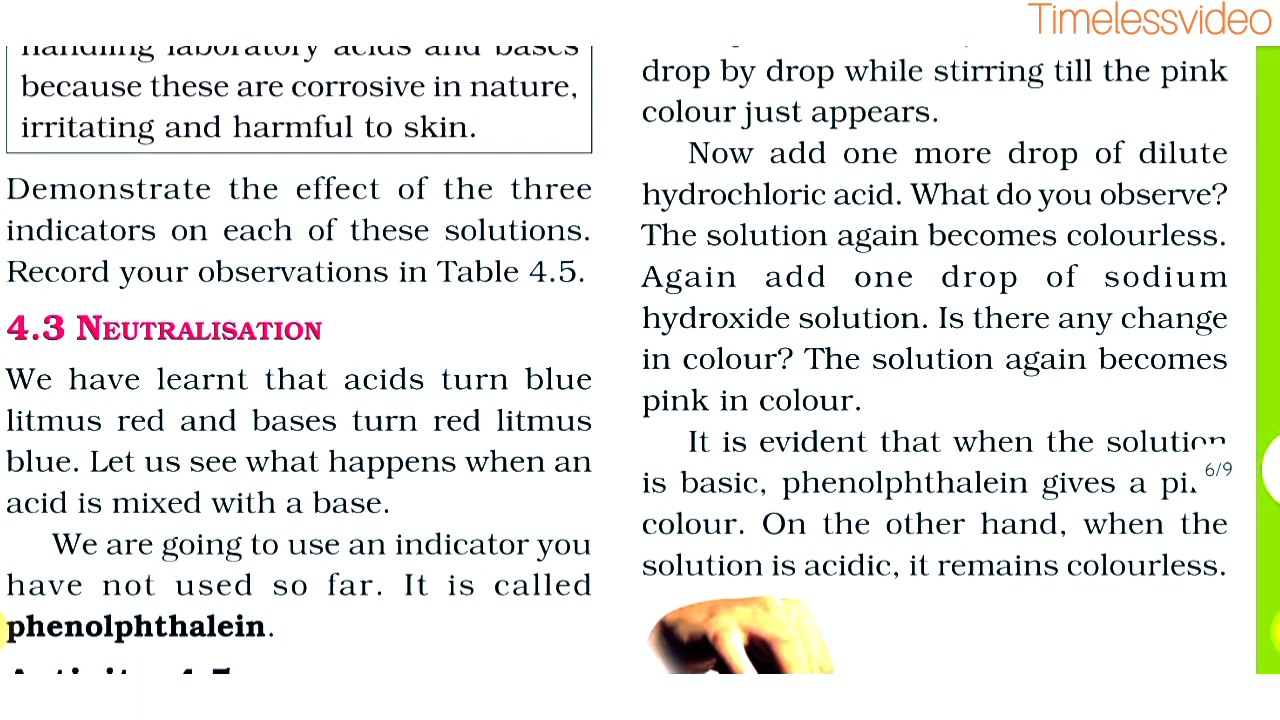 Timelessvideo
handling laboratory acids and bases
because these are corrosive in nature,
irritating and harmful to skin.
Demonstrate the effect of the three
indicators on each of these solutions.
Record your observations in Table 4.5.
4.3 NEUTRALISATION
We have learnt that acids turn blue
litmus red and bases turn red litmus
blue. Let us see what happens when an
acid is mixed with a base.
We are going to use an indicator you
have not used so far. It is called
phenolphthalein.
drop by drop while stirring till the pink
colour just appears.
Now add one more drop of dilute
hydrochloric acid. What do you observe?
The solution again becomes colourless.
Again add one drop of sodium
hydroxide solution. Is there any change
in colour? The solution again becomes
pink in colour.
It is evident that when the solution
is basic, phenolphthalein gives a
colour. On the other hand, when the
solution is acidic, it remains colourless.
6/9